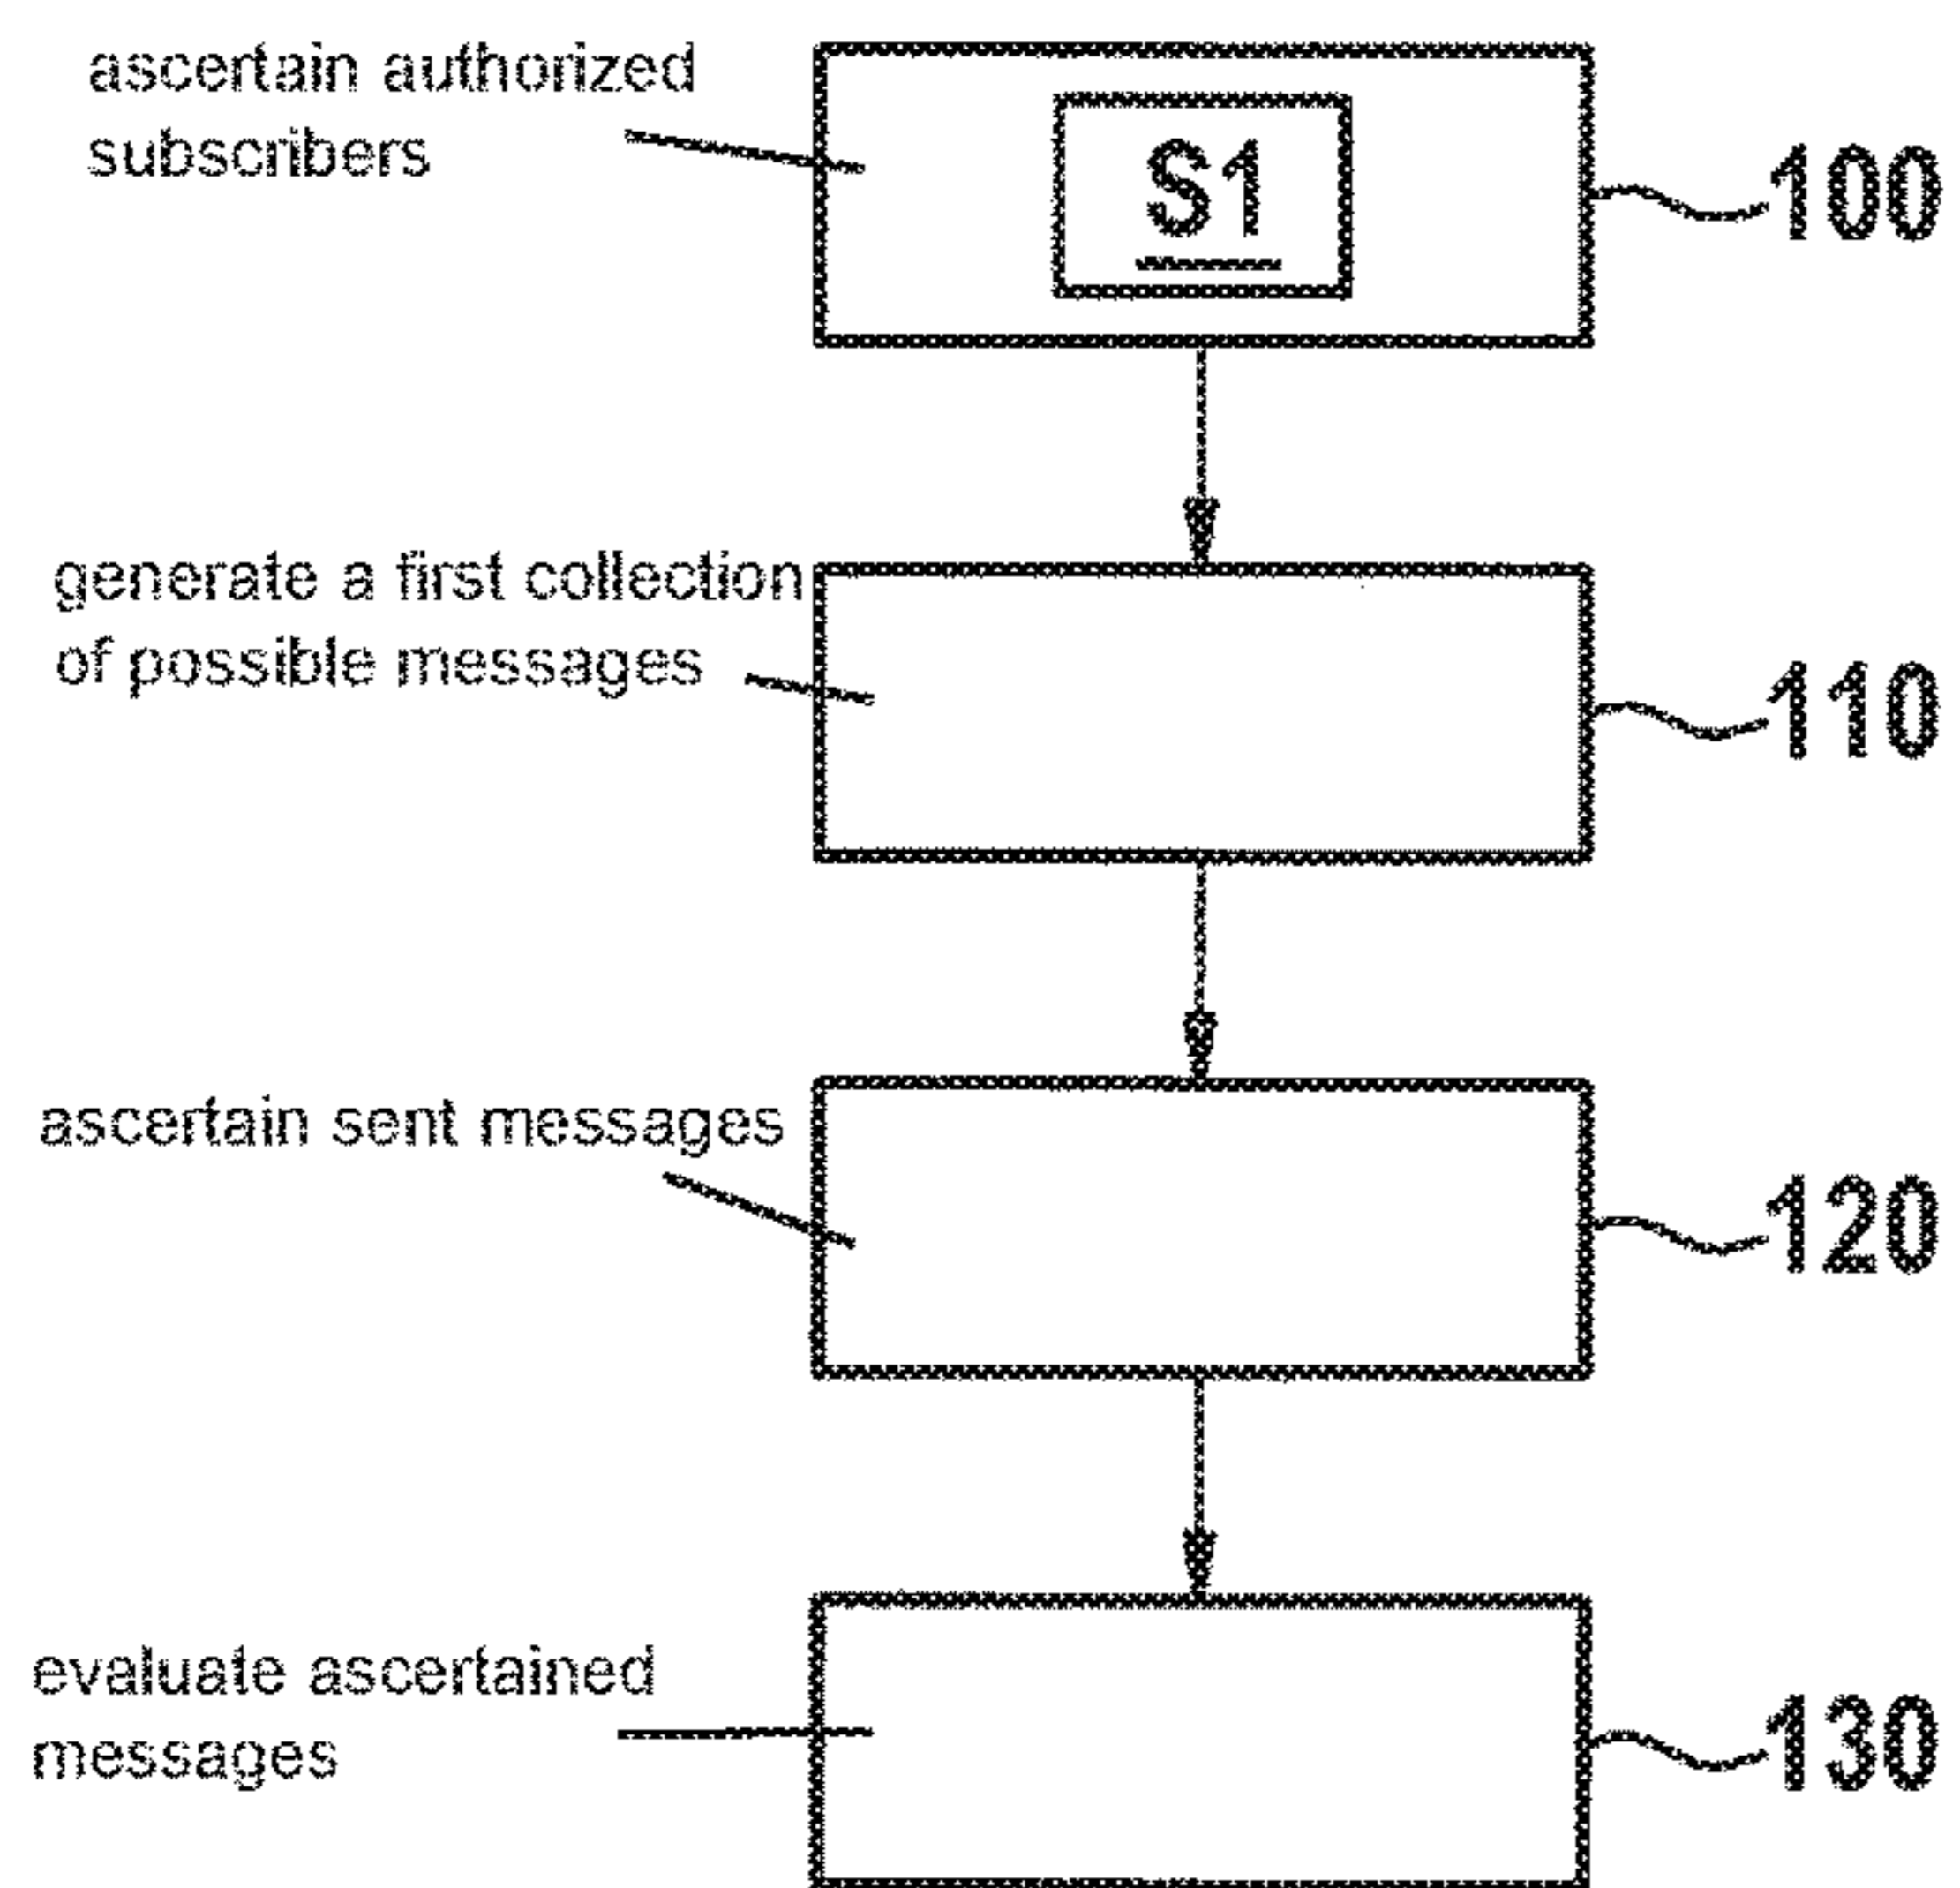 ascertain authorized
subscribers
S1
100
generate a first collection
of possible messages
110
ascertain sent messages
120
evaluate ascertained
messages
130